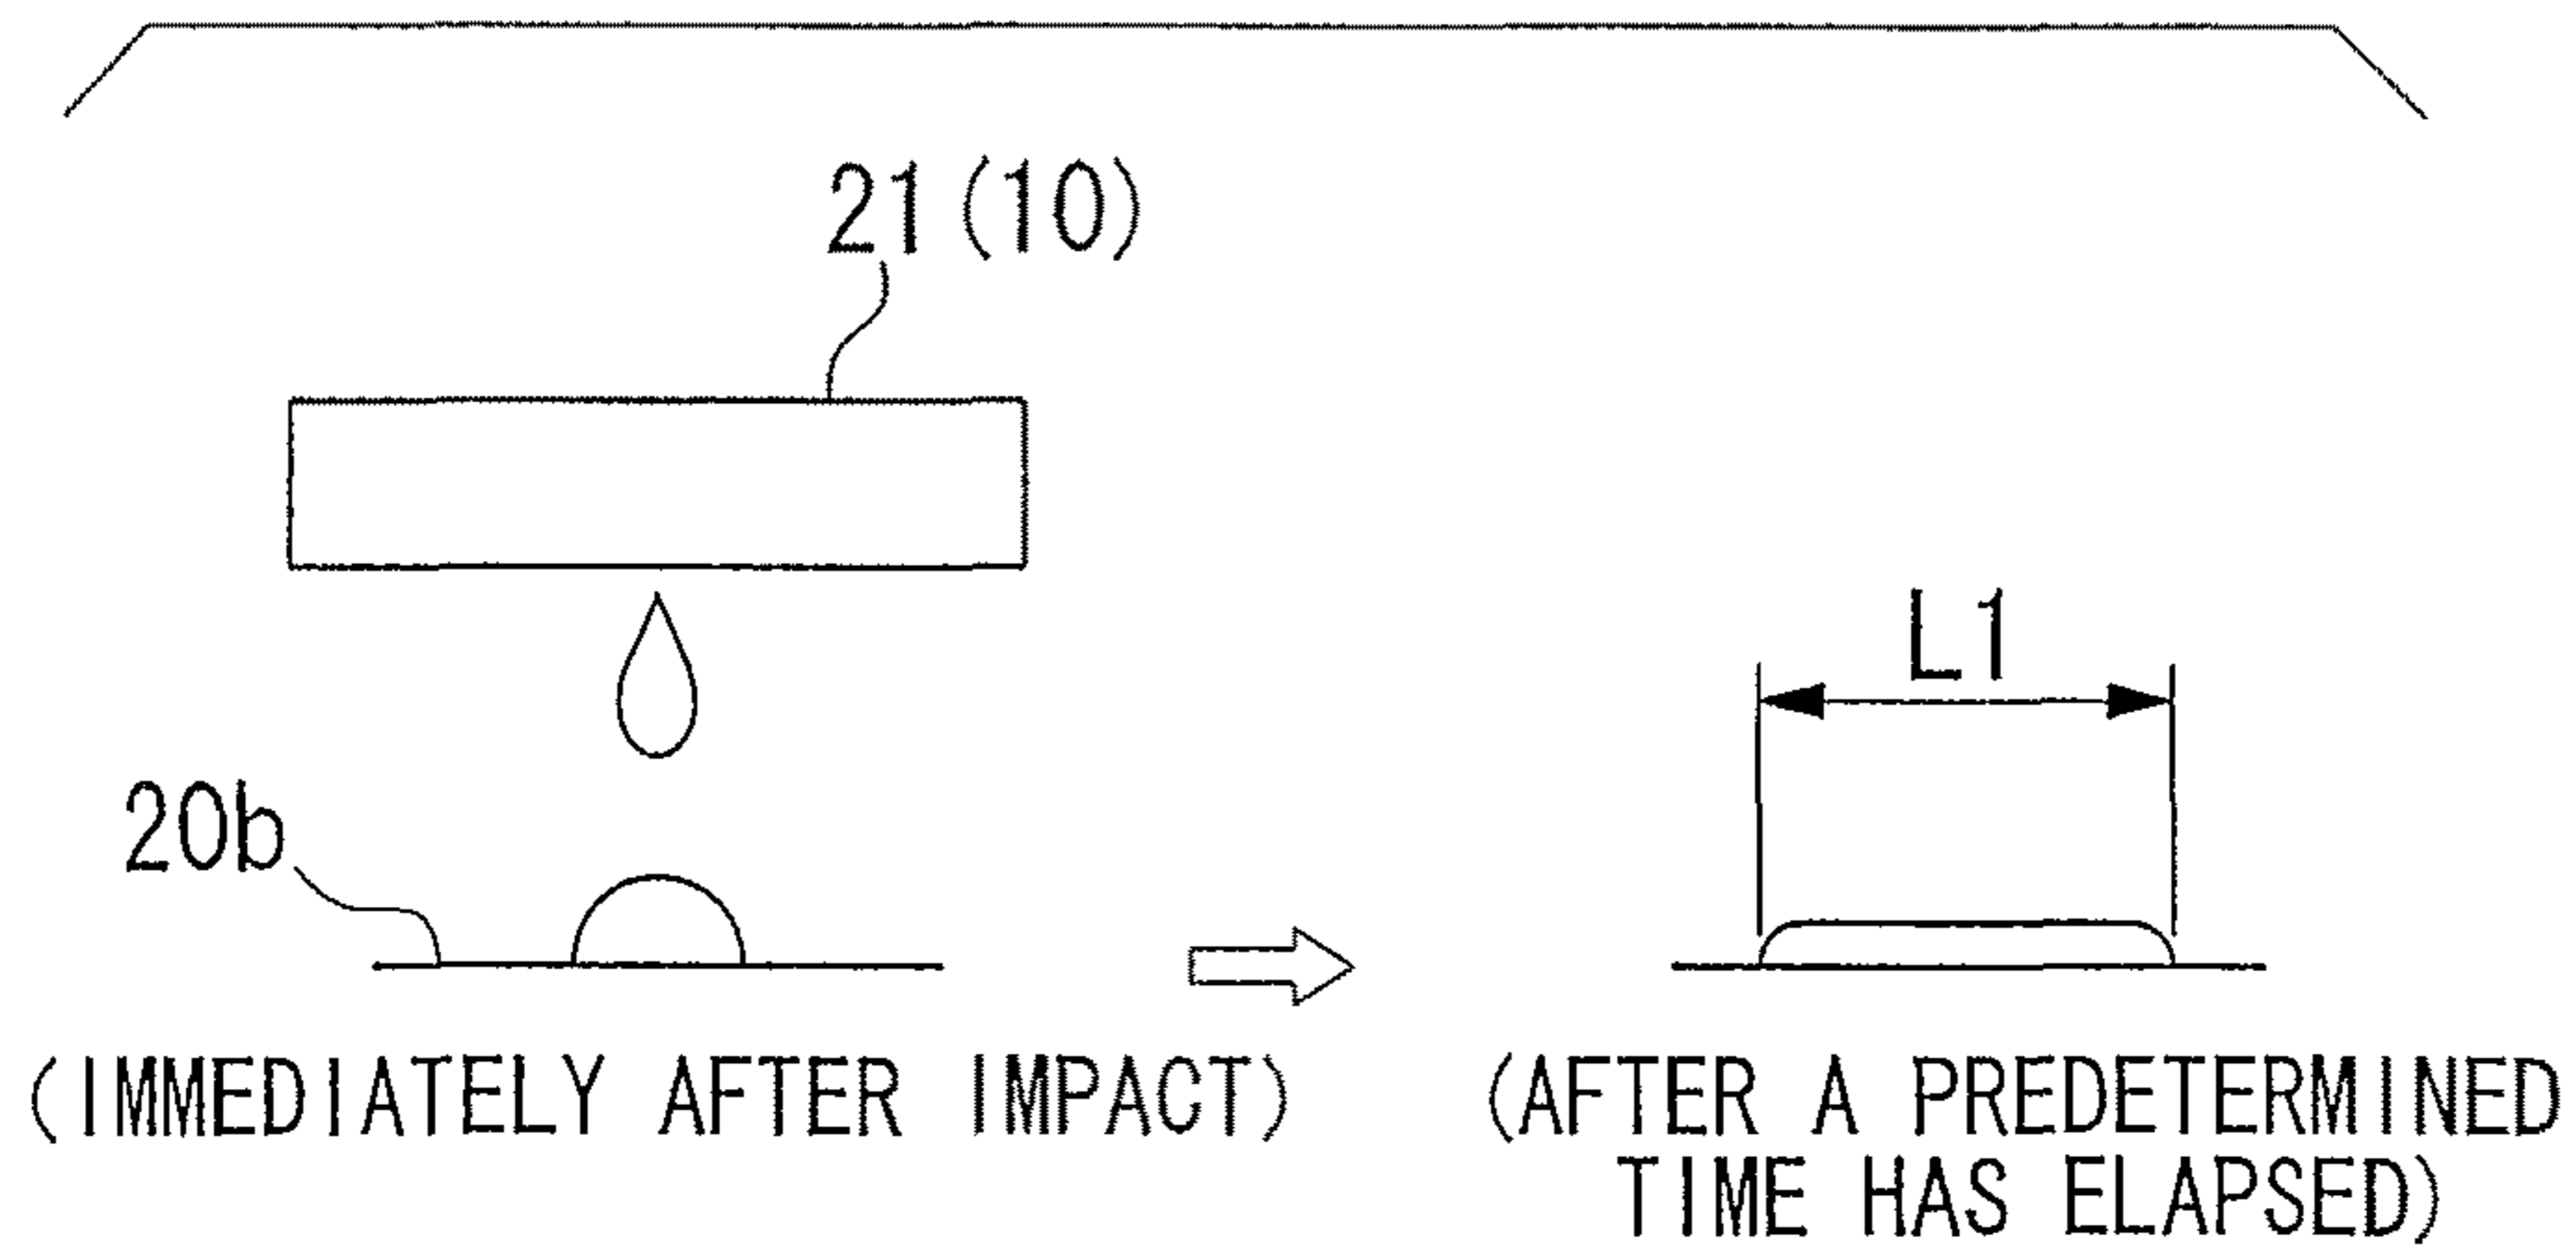 21(10)
L1
20b
(IMMEDIATELY AFTER IMPACT)
(AFTER A PREDETERMINED
TIME HAS ELAPSED)